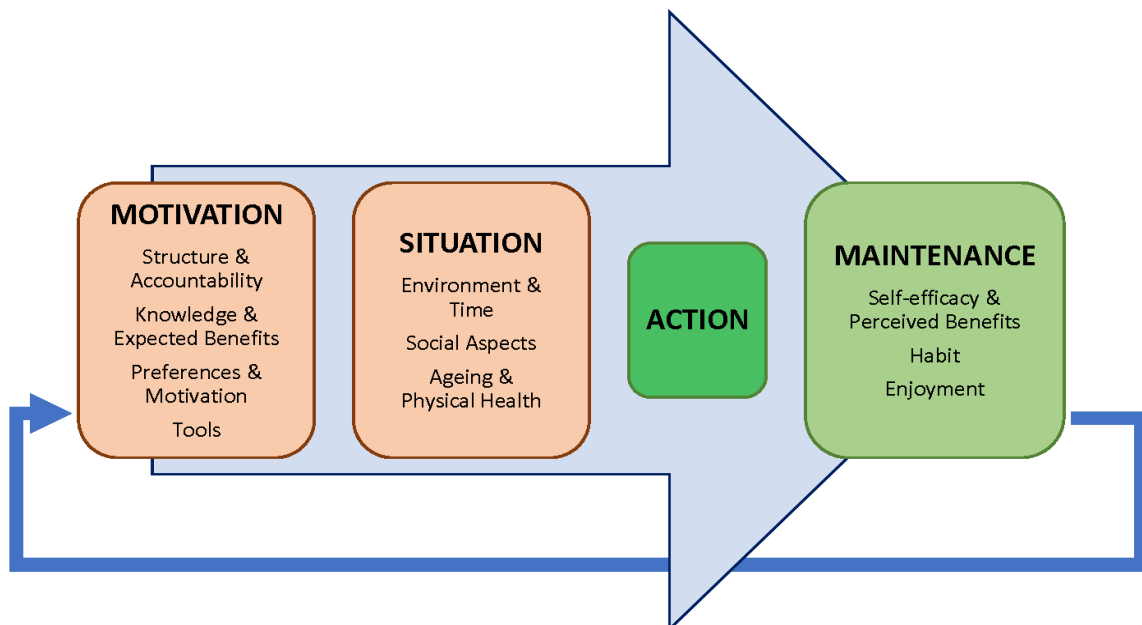 MOTIVATION
Structure &
Accountability
Knowledge &
Expected Benefits
Preferences &
Motivation
Tools
SITUATION
Environment &
Time
Social Aspects
Ageing &
Physical Health
ACTION
MAINTENANCE
Self-efficacy &
Perceived Benefits
Habit
Enjoyment